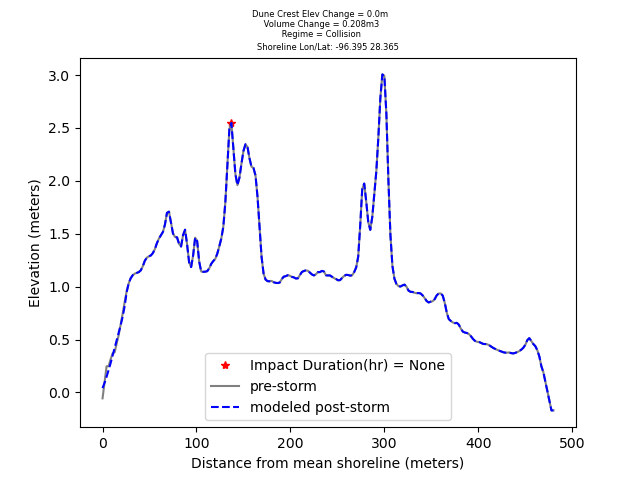 Dune Crest Elev Change = 0.0m
Volume Change = 0.208m3
Regime = Collision
Shoreline Lon/Lat: -96.395 28.365
3.0
2.5
2.0
1.5
1.0
0.5
0.0
Elevation (meters)
Impact Duration(hr) = None
pre-storm
modeled post-storm
0 100 200 300 400 500
Distance from mean shoreline (meters)